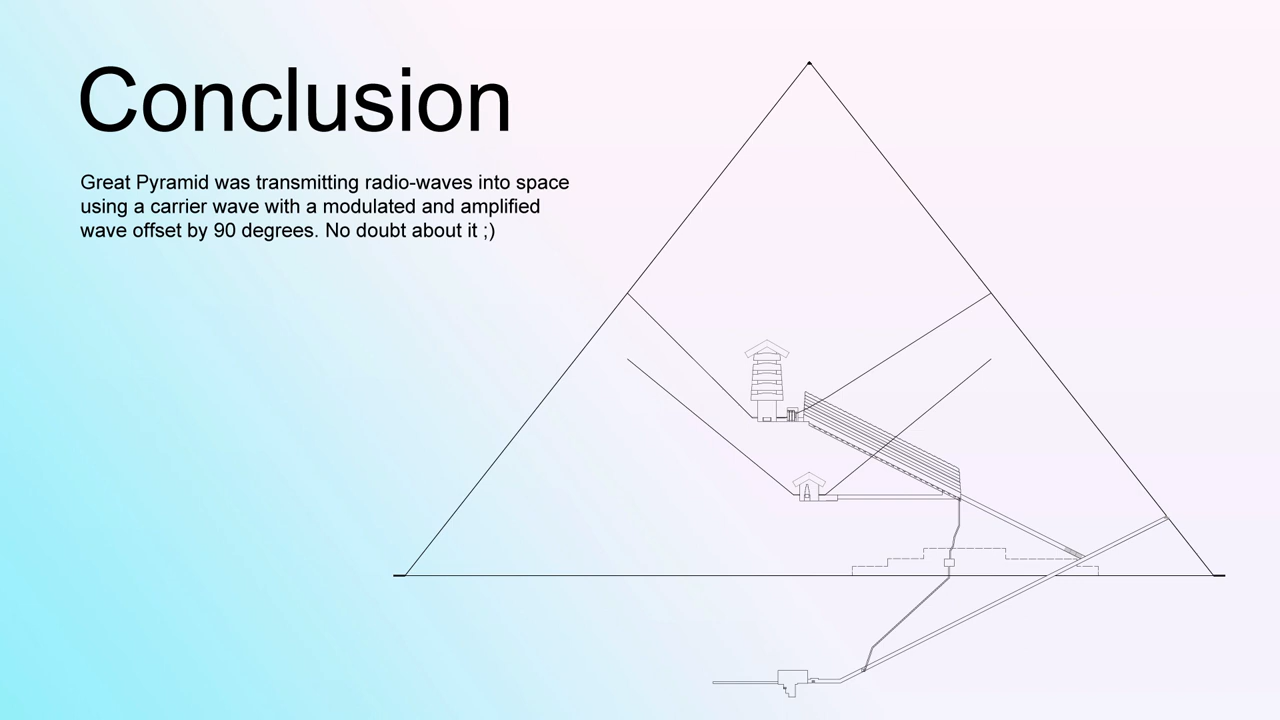 Conclusion
Great Pyramid was transmitting radio-waves into space
using a carrier wave with a modulated and amplified
wave offset by 90 degrees. No doubt about it ;)